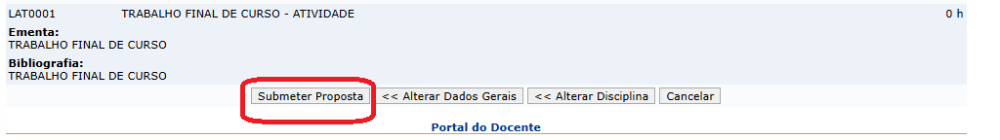 LAT0001 TRABALHO FINAL DE CURSO - ATIVIDADE 0 h
Ementa:
TRABALHO FINAL DE CURSO
Bibliografia:
TRABALHO FINAL DE CURSO
Submeter Proposta << Alterar Dados Gerais << Alterar Disciplina Cancelar
Portal do Docente